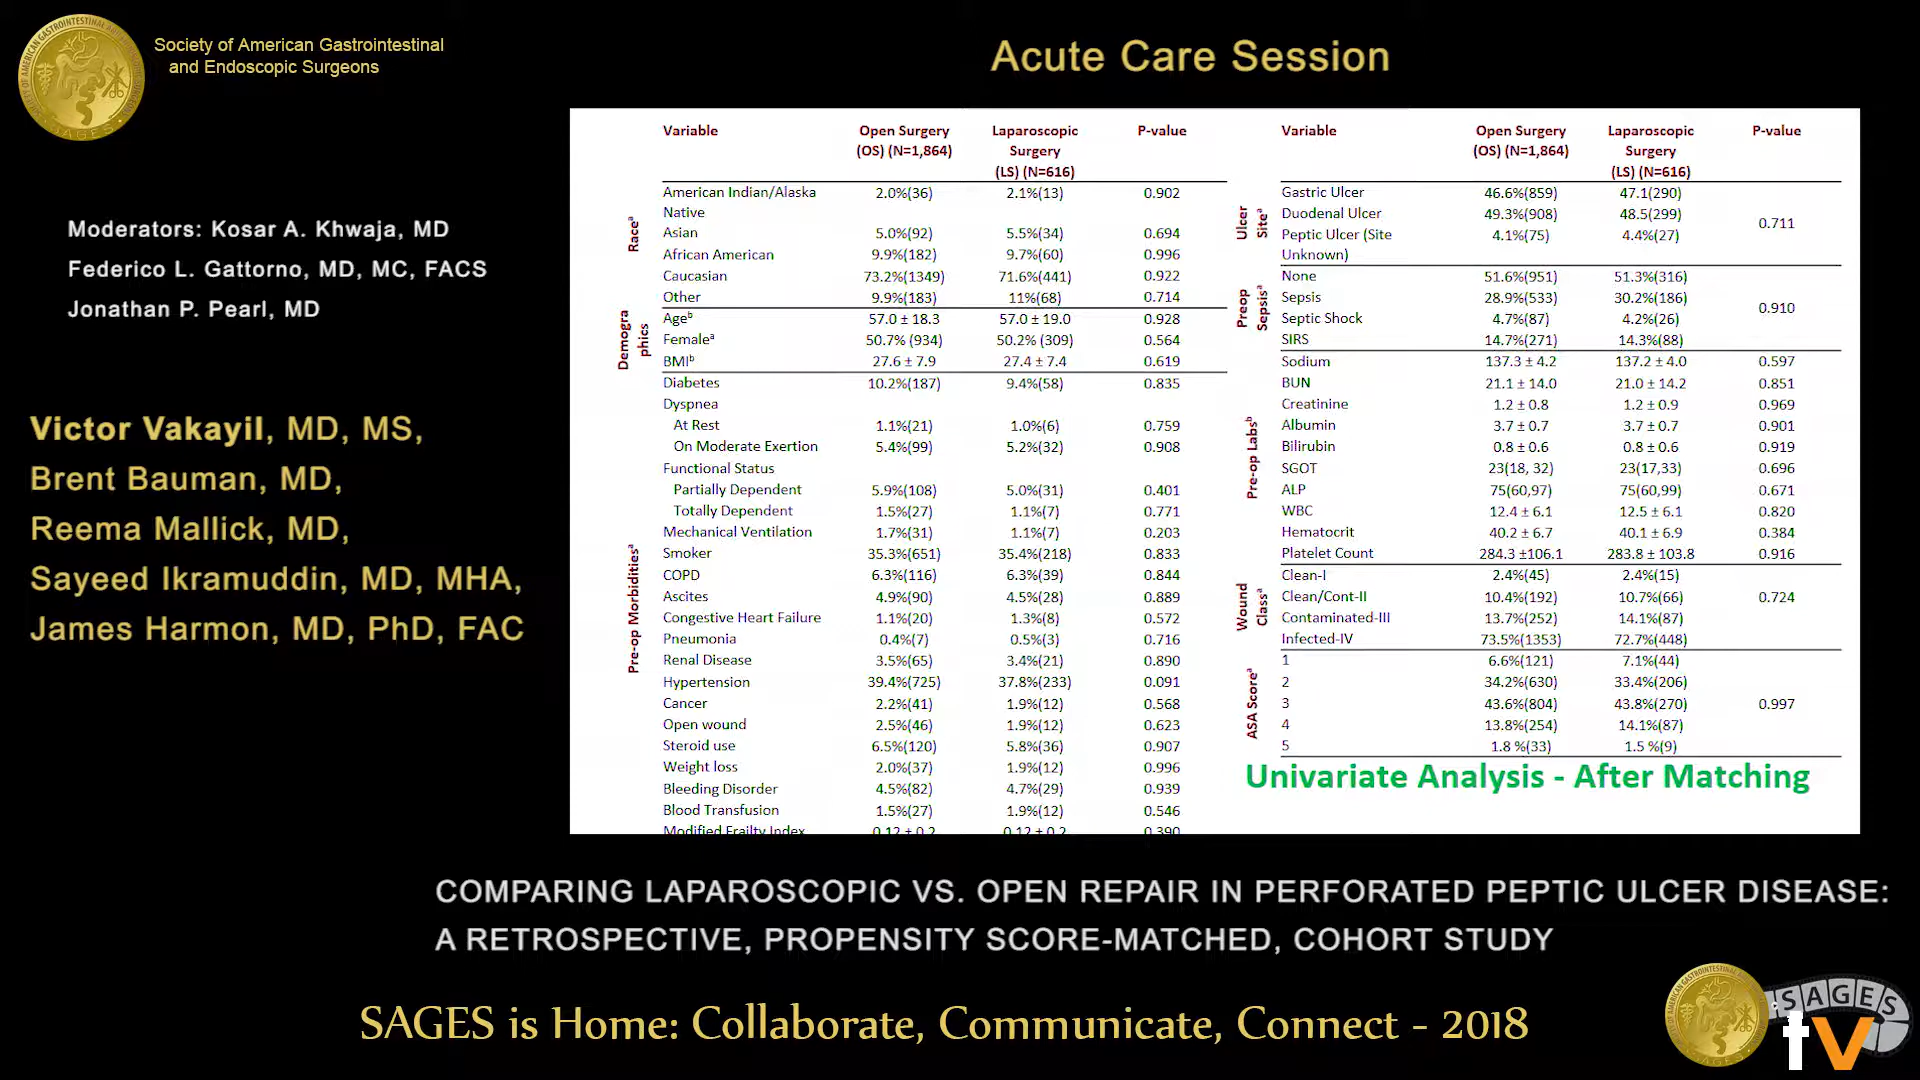 Society of American Gastrointestinal
and Endoscopic Surgeons
Acute Care Session
Moderators: Kosar A. Khwaja, MD
Federico L. Gattorno, MD, MC, FACS
Jonathan P. Pearl, MD
Victor Vakayil, MD, MS,
Brent Bauman, MD,
Reema Mallick, MD,
Sayeed Ikramuddin, MD, MHA,
James Harmon, MD, PhD, FAC
Variable Open Surgery (OS) (N=1,864) Laparoscopic Surgery (LS) (N=616) P-value
Raceª
American Indian/Alaska Native 2.0%(36) 2.1%(13) 0.902
Asian 5.0%(92) 5.5%(34) 0.694
African American 9.9%(182) 9.7%(60) 0.996
Caucasian 73.2%(1349) 71.6%(441) 0.922
Other 9.9%(183) 11%(68) 0.714
Demographics
Ageᵇ 57.0 ± 18.3 57.0 ± 19.0 0.928
Femaleª 50.7% (934) 50.2% (309) 0.564
BMIᵇ 27.6 ± 7.9 27.4 ± 7.4 0.619
Pre-op Morbiditiesª
Diabetes 10.2%(187) 9.4%(58) 0.835
Dyspnea
At Rest 1.1%(21) 1.0%(6) 0.759
On Moderate Exertion 5.4%(99) 5.2%(32) 0.908
Functional Status
Partially Dependent 5.9%(108) 5.0%(31) 0.401
Totally Dependent 1.5%(27) 1.1%(7) 0.771
Mechanical Ventilation 1.7%(31) 1.1%(7) 0.203
Smoker 35.3%(651) 35.4%(218) 0.833
COPD 6.3%(116) 6.3%(39) 0.844
Ascites 4.9%(90) 4.5%(28) 0.889
Congestive Heart Failure 1.1%(20) 1.3%(8) 0.572
Pneumonia 0.4%(7) 0.5%(3) 0.716
Renal Disease 3.5%(65) 3.4%(21) 0.890
Hypertension 39.4%(725) 37.8%(233) 0.091
Cancer 2.2%(41) 1.9%(12) 0.568
Open wound 2.5%(46) 1.9%(12) 0.623
Steroid use 6.5%(120) 5.8%(36) 0.907
Weight loss 2.0%(37) 1.9%(12) 0.996
Bleeding Disorder 4.5%(82) 4.7%(29) 0.939
Blood Transfusion 1.5%(27) 1.9%(12) 0.546
Modified Frailty Index 0.12 ± 0.2 0.12 ± 0.2 0.390
Variable Open Surgery (OS) (N=1,864) Laparoscopic Surgery (LS) (N=616) P-value
Ulcer Siteª
Gastric Ulcer 46.6%(859) 47.1(290)
Duodenal Ulcer 49.3%(908) 48.5(299) 0.711
Peptic Ulcer (Site Unknown) 4.1%(75) 4.4%(27)
Preop Sepsisª
None 51.6%(951) 51.3%(316)
Sepsis 28.9%(533) 30.2%(186) 0.910
Septic Shock 4.7%(87) 4.2%(26)
SIRS 14.7%(271) 14.3%(88)
Pre-op Labsᵇ
Sodium 137.3 ± 4.2 137.2 ± 4.0 0.597
BUN 21.1 ± 14.0 21.0 ± 14.2 0.851
Creatinine 1.2 ± 0.8 1.2 ± 0.9 0.969
Albumin 3.7 ± 0.7 3.7 ± 0.7 0.901
Bilirubin 0.8 ± 0.6 0.8 ± 0.6 0.919
SGOT 23(18, 32) 23(17,33) 0.696
ALP 75(60,97) 75(60,99) 0.671
WBC 12.4 ± 6.1 12.5 ± 6.1 0.820
Hematocrit 40.2 ± 6.7 40.1 ± 6.9 0.384
Platelet Count 284.3 ±106.1 283.8 ± 103.8 0.916
Wound Classª
Clean-I 2.4%(45) 2.4%(15)
Clean/Cont-II 10.4%(192) 10.7%(66) 0.724
Contaminated-III 13.7%(252) 14.1%(87)
Infected-IV 73.5%(1353) 72.7%(448)
ASA Scoreª
1 6.6%(121) 7.1%(44)
2 34.2%(630) 33.4%(206)
3 43.6%(804) 43.8%(270) 0.997
4 13.8%(254) 14.1%(87)
5 1.8 %(33) 1.5 %(9)
Univariate Analysis - After Matching
COMPARING LAPAROSCOPIC VS. OPEN REPAIR IN PERFORATED PEPTIC ULCER DISEASE:
A RETROSPECTIVE, PROPENSITY SCORE-MATCHED, COHORT STUDY
SAGES is Home: Collaborate, Communicate, Connect - 2018
SAGES
tv